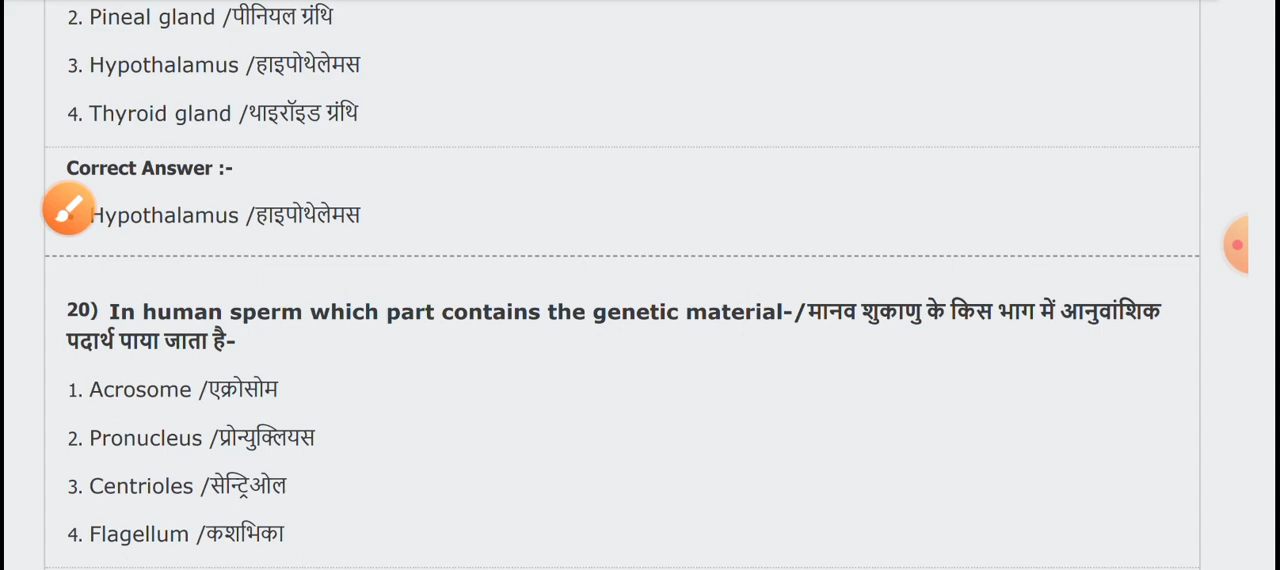 2. Pineal gland /पीनियल ग्रंथि
3. Hypothalamus /हाइपोथेलेमस
4. Thyroid gland /थाइरॉइड ग्रंथि
Correct Answer :-
Hypothalamus /हाइपोथेलेमस
20) In human sperm which part contains the genetic material-/मानव शुकाणु के किस भाग में आनुवांशिक
पदार्थ पाया जाता है-
1. Acrosome /एक्रोसोम
2. Pronucleus /प्रोन्युक्लियस
3. Centrioles /सेन्ट्रिओल
4. Flagellum /कशाभिका